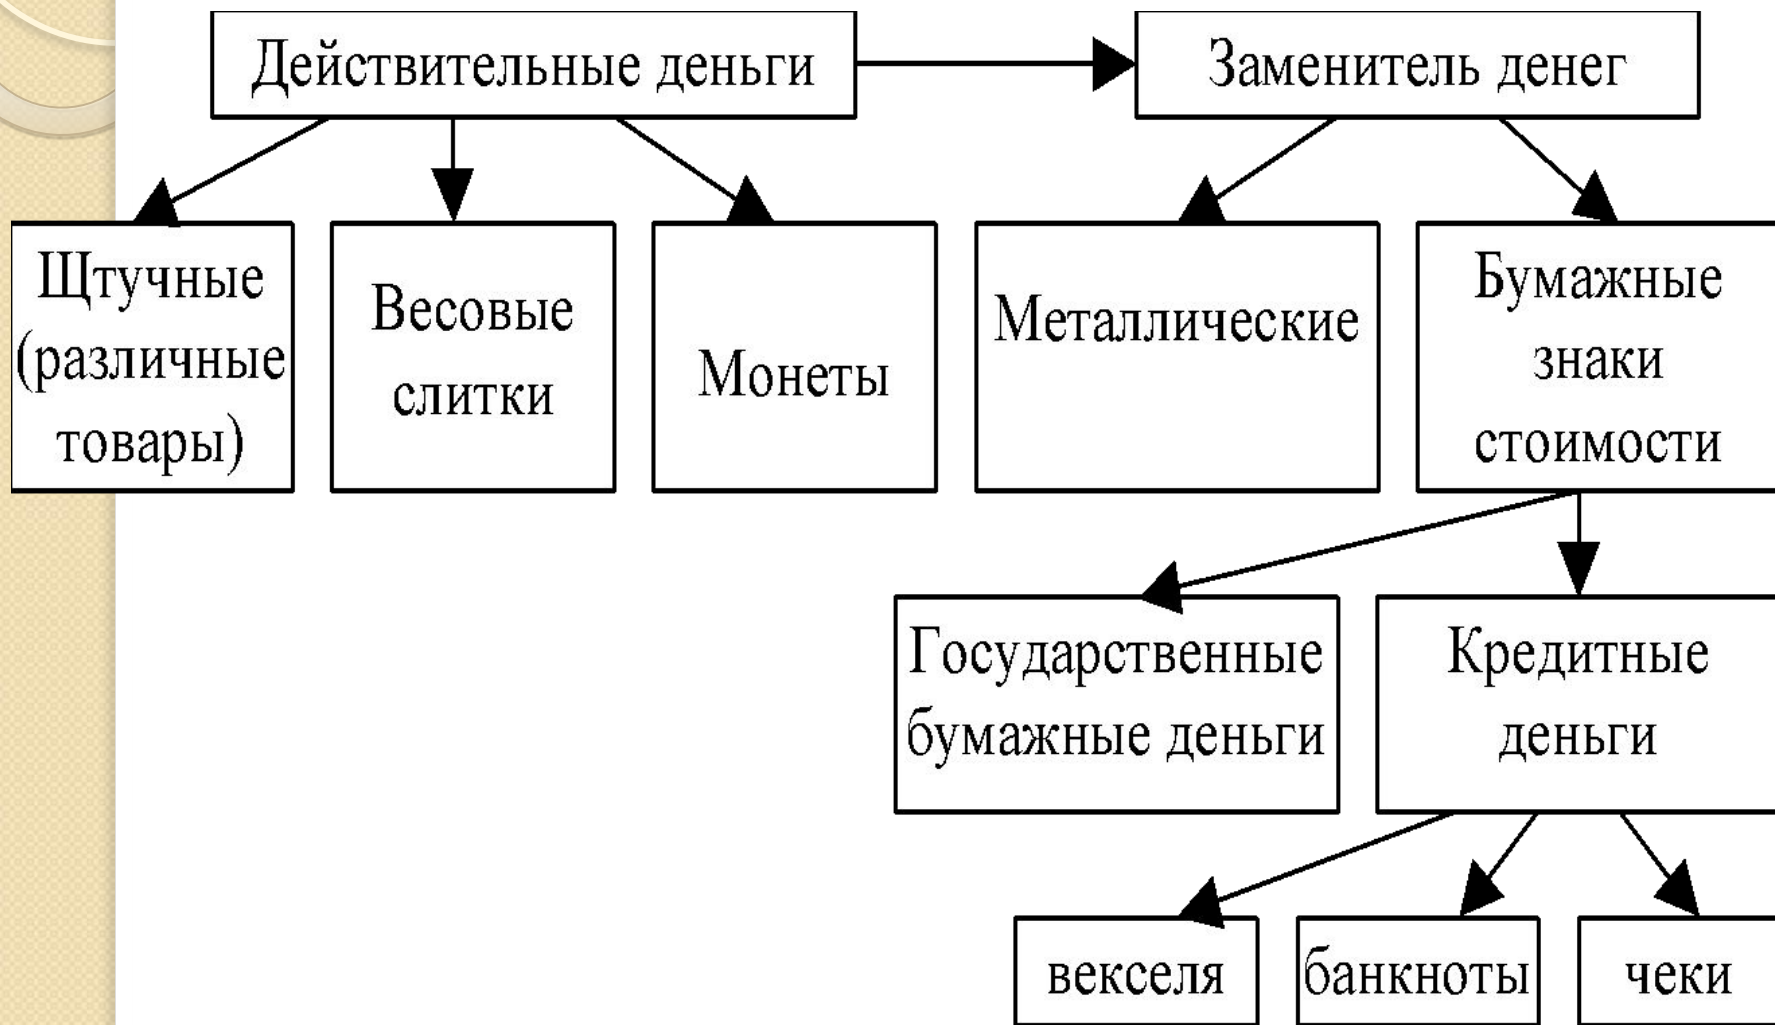 Действительные деньги
Заменитель денег
Щтучные
(различные
товары)
Весовые
слитки
Монеты
Металлические
Бумажные
знаки
стоимости
Государственные
бумажные деньги
Кредитные
деньги
векселя
банкноты
чеки